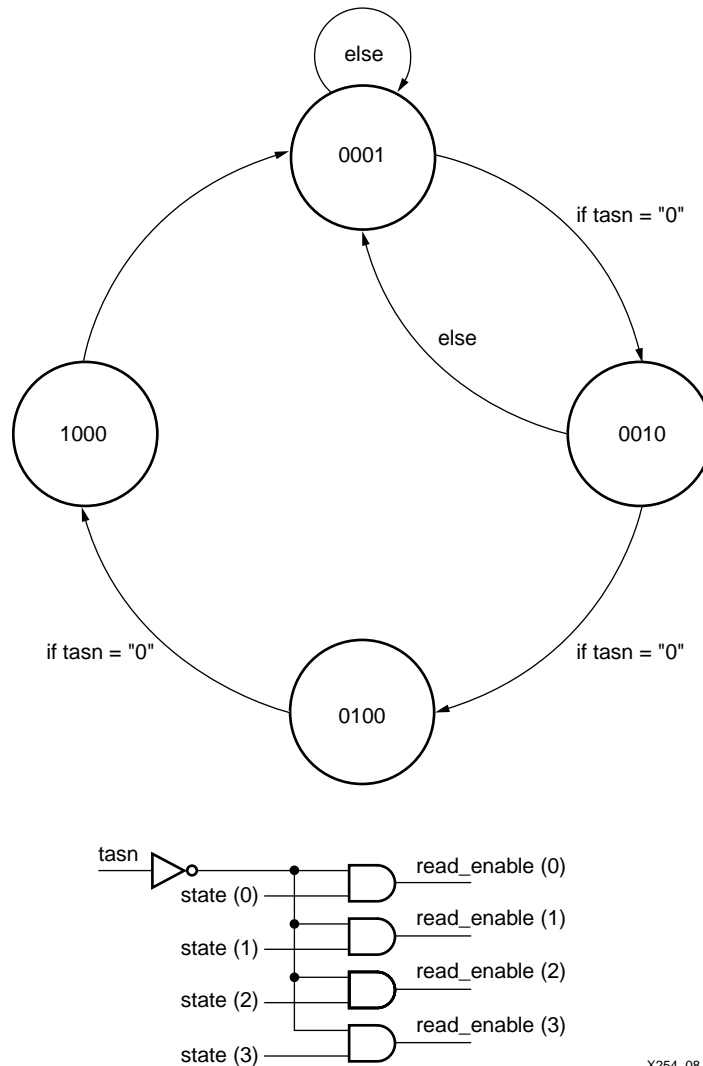 else
0001
if tasn = "0"
else
1000
0010
if tasn = "0"
if tasn = "0"
0100
tasn
read_enable (0)
state (0)
read_enable (1)
state (1)
read_enable (2)
state (2)
read_enable (3)
state (3)
X254_08